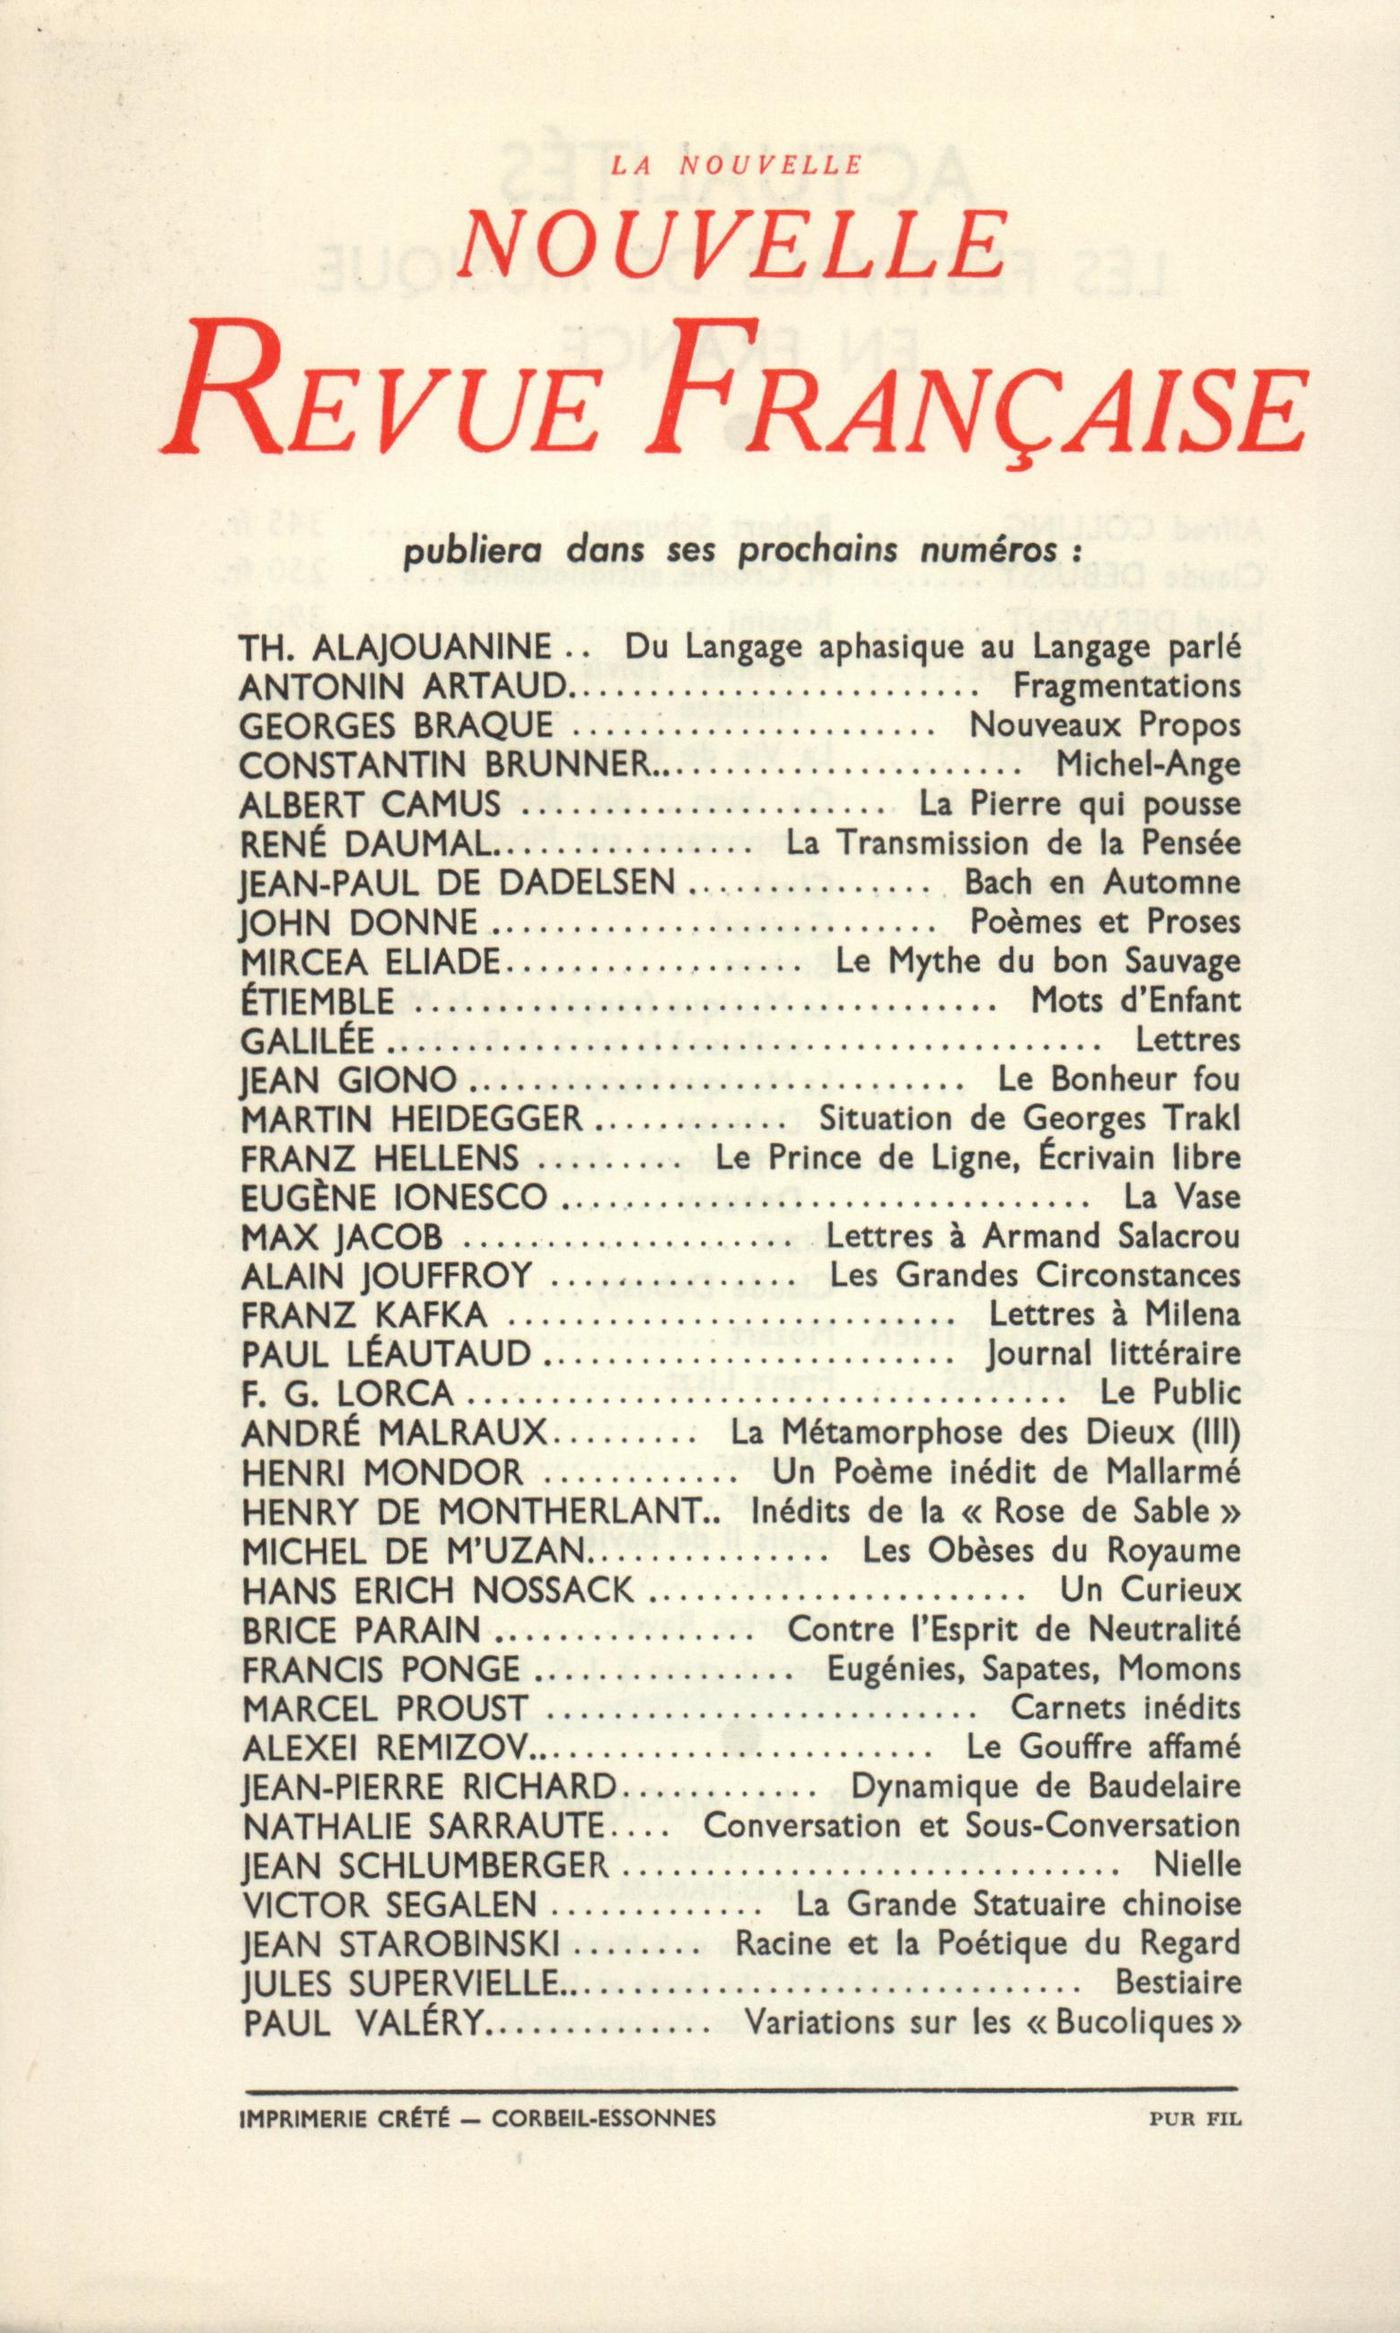 LA NOUVELLE
NOUVELLE
REVUE FRANÇAISE
publiera dans ses prochains numéros :
TH. ALAJOUANINE .. Du Langage aphasique au Langage parlé
ANTONIN ARTAUD.......................... Fragmentations
GEORGES BRAQUE ....................... Nouveaux Propos
CONSTANTIN BRUNNER........................ Michel-Ange
ALBERT CAMUS ....................... La Pierre qui pousse
RENÉ DAUMAL................ La Transmission de la Pensée
JEAN-PAUL DE DADELSEN ............... Bach en Automne
JOHN DONNE ............................ Poèmes et Proses
MIRCEA ELIADE................... Le Mythe du bon Sauvage
ÉTIEMBLE ..................................... Mots d'Enfant
GALILÉE ............................................. Lettres
JEAN GIONO ............................... Le Bonheur fou
MARTIN HEIDEGGER ............ Situation de Georges Trakl
FRANZ HELLENS ......... Le Prince de Ligne, Écrivain libre
EUGÈNE IONESCO ................................. La Vase
MAX JACOB ..................... Lettres à Armand Salacrou
ALAIN JOUFFROY ............... Les Grandes Circonstances
FRANZ KAFKA ............................ Lettres à Milena
PAUL LÉAUTAUD .......................... Journal littéraire
F. G. LORCA ...................................... Le Public
ANDRÉ MALRAUX......... La Métamorphose des Dieux (III)
HENRI MONDOR ............ Un Poème inédit de Mallarmé
HENRY DE MONTHERLANT.. Inédits de la « Rose de Sable »
MICHEL DE M'UZAN............... Les Obèses du Royaume
HANS ERICH NOSSACK ........................ Un Curieux
BRICE PARAIN ................ Contre l'Esprit de Neutralité
FRANCIS PONGE ................ Eugénies, Sapates, Momons
MARCEL PROUST ........................... Carnets inédits
ALEXEI REMIZOV.......................... Le Gouffre affamé
JEAN-PIERRE RICHARD............ Dynamique de Baudelaire
NATHALIE SARRAUTE.... Conversation et Sous-Conversation
JEAN SCHLUMBERGER ............................... Nielle
VICTOR SEGALEN ............. La Grande Statuaire chinoise
JEAN STAROBINSKI ........ Racine et la Poétique du Regard
JULES SUPERVIELLE................................. Bestiaire
PAUL VALÉRY.............. Variations sur les « Bucoliques »
IMPRIMERIE CRÉTÉ — CORBEIL-ESSONNES PUR FIL